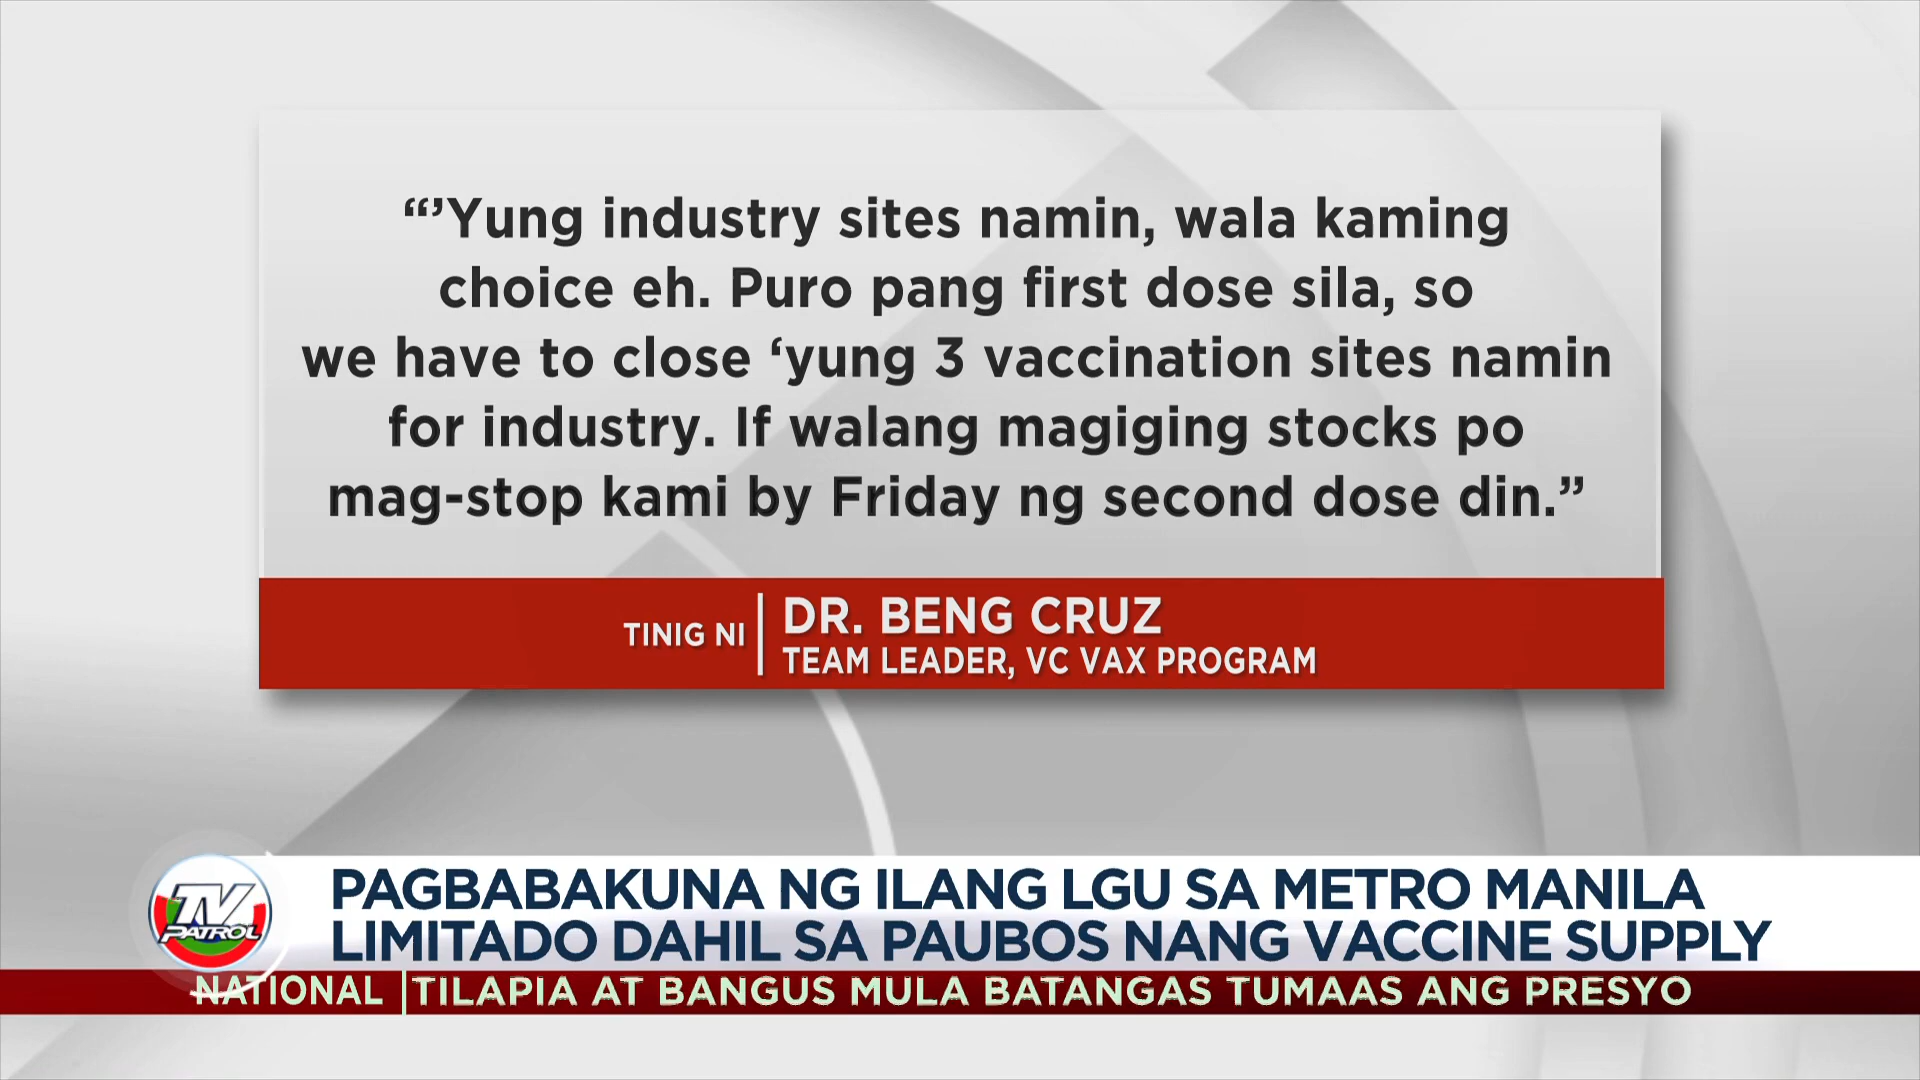 “’Yung industry sites namin, wala kaming
choice eh. Puro pang first dose sila, so
we have to close ‘yung 3 vaccination sites namin
for industry. If walang magiging stocks po
mag-stop kami by Friday ng second dose din.”
TINIG NI
DR. BENG CRUZ
TEAM LEADER, VC VAX PROGRAM
TV PATROL
PAGBABAKUNA NG ILANG LGU SA METRO MANILA
LIMITADO DAHIL SA PAUBOS NANG VACCINE SUPPLY
NATIONAL
TILAPIA AT BANGUS MULA BATANGAS TUMAAS ANG PRESYO